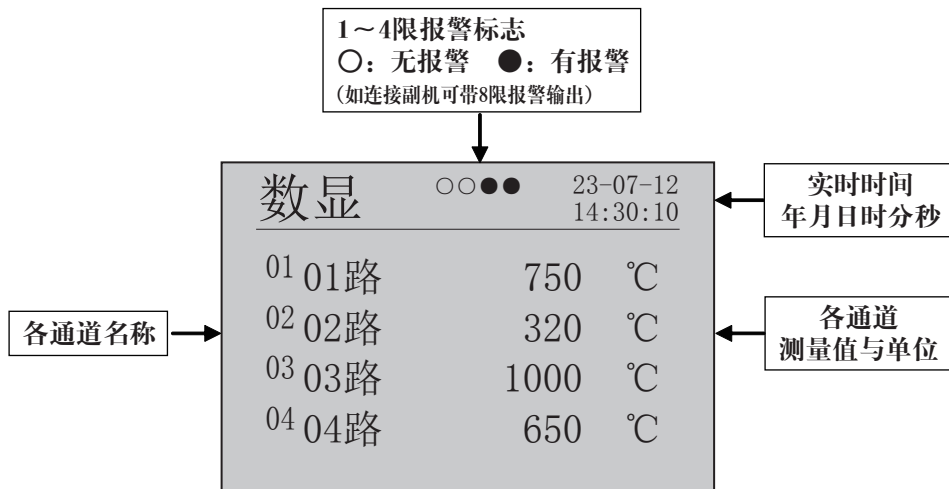 1～4限报警标志
○：无报警 ●：有报警
(如连接副机可带8限报警输出)
数显 ○○●● 23-07-12
14:30:10
实时时间
年月日时分秒
01 01路 750 ℃
02 02路 320 ℃
03 03路 1000 ℃
04 04路 650 ℃
各通道名称
各通道
测量值与单位